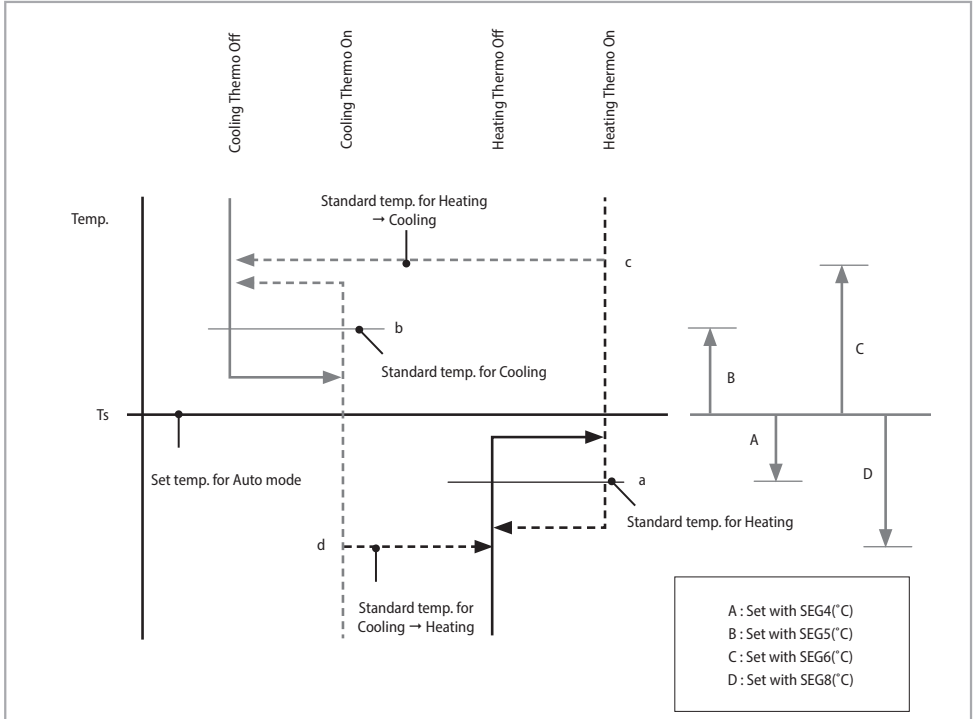 Cooling Thermo Off
Cooling Thermo On
Heating Thermo Off
Heating Thermo On
Temp.
Standard temp. for Heating
→ Cooling
c
b
Standard temp. for Cooling
B
C
Ts
A
Set temp. for Auto mode
a
D
Standard temp. for Heating
d
Standard temp. for
Cooling → Heating
A : Set with SEG4(˚C)
B : Set with SEG5(˚C)
C : Set with SEG6(˚C)
D : Set with SEG8(˚C)